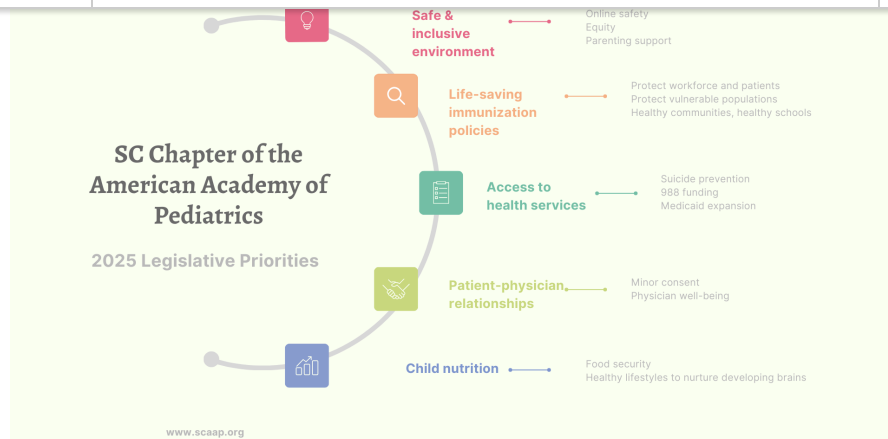 Safe &
inclusive
environment
Online safety
Equity
Parenting support
Life-saving
immunization
policies
Protect workforce and patients
Protect vulnerable populations
Healthy communities, healthy schools
SC Chapter of the
American Academy of
Pediatrics
2025 Legislative Priorities
Access to
health services
Suicide prevention
988 funding
Medicaid expansion
Patient-physician
relationships
Minor consent
Physician well-being
Child nutrition
Food security
Healthy lifestyles to nurture developing brains
www.scaap.org